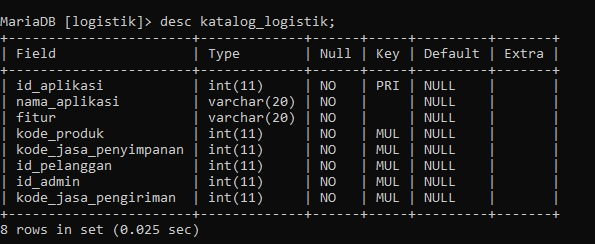 MariaDB [logistik]> desc katalog_logistik;
+----------------------+-------------+------+-----+---------+-------+
| Field                | Type        | Null | Key | Default | Extra |
+----------------------+-------------+------+-----+---------+-------+
| id_aplikasi          | int(11)     | NO   | PRI | NULL    |       |
| nama_aplikasi        | varchar(20) | NO   |     | NULL    |       |
| fitur                | varchar(20) | NO   |     | NULL    |       |
| kode_produk          | int(11)     | NO   | MUL | NULL    |       |
| kode_jasa_penyimpanan | int(11)     | NO   | MUL | NULL    |       |
| id_pelanggan         | int(11)     | NO   | MUL | NULL    |       |
| id_admin             | int(11)     | NO   | MUL | NULL    |       |
| kode_jasa_pengiriman | int(11)     | NO   | MUL | NULL    |       |
+----------------------+-------------+------+-----+---------+-------+
8 rows in set (0.025 sec)